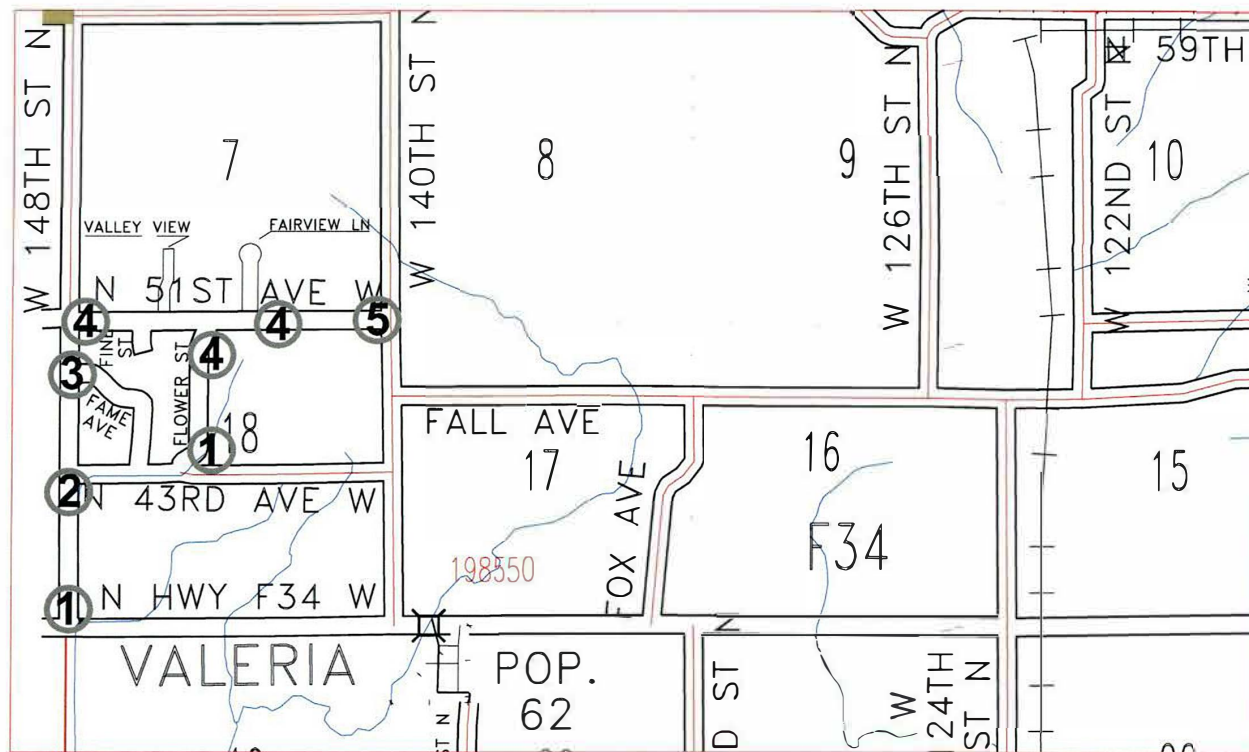 W 148TH ST N
W 140TH ST N
W 126TH ST N
W 122ND ST N
59TH
7
8
9
10
VALLEY VIEW
FAIRVIEW LN
N 51ST AVE W
4
4
5
FINE
ST
4
3
FAME
AVE
FLOWER ST
1
18
FALL AVE
17
16
15
2
N 43RD AVE W
FOX AVE
F34
198550
1
N HWY F34 W
VALERIA
POP.
62
ST N
D ST N
W
24TH
ST N